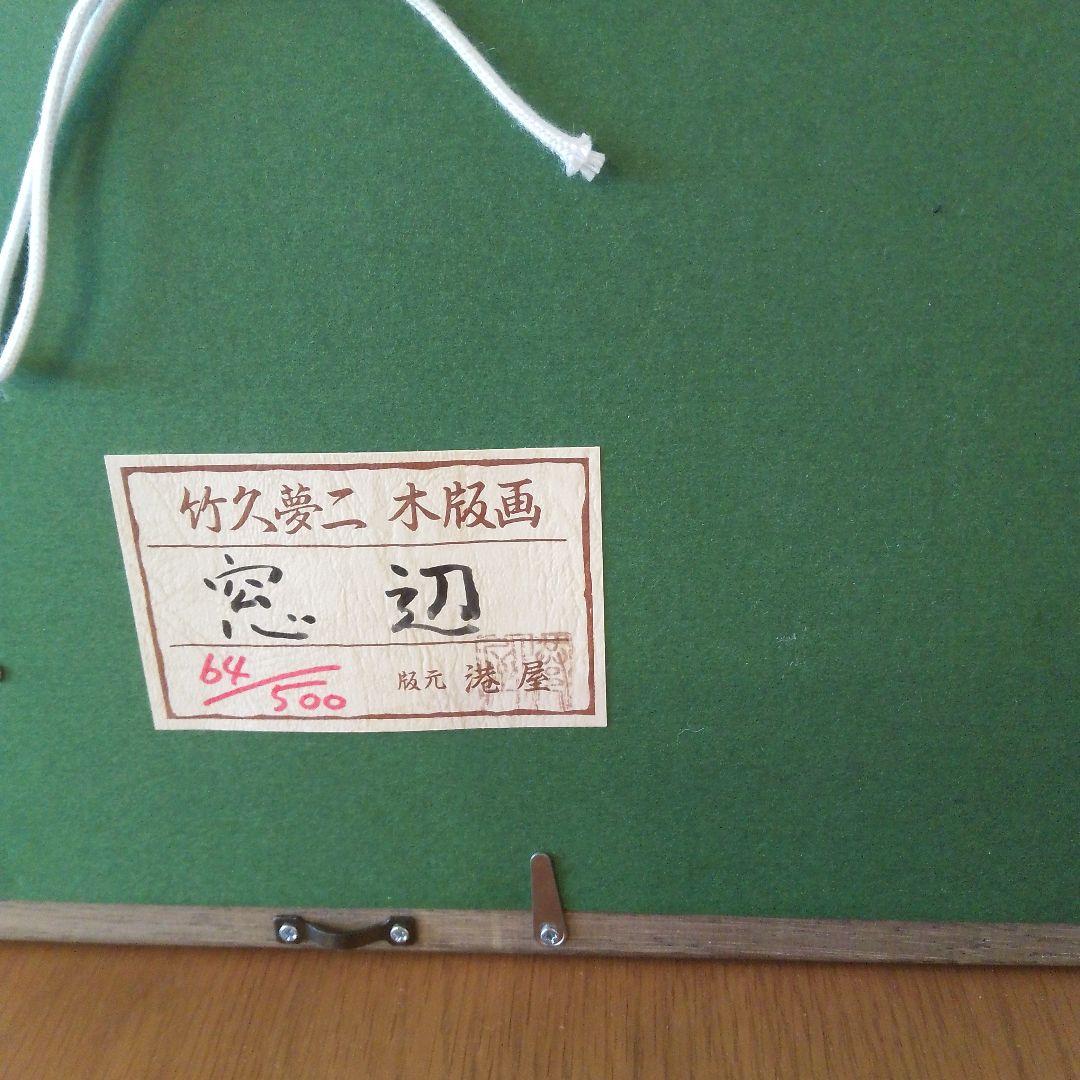 竹久夢二 木版画
窓辺
64/500
版元 港屋